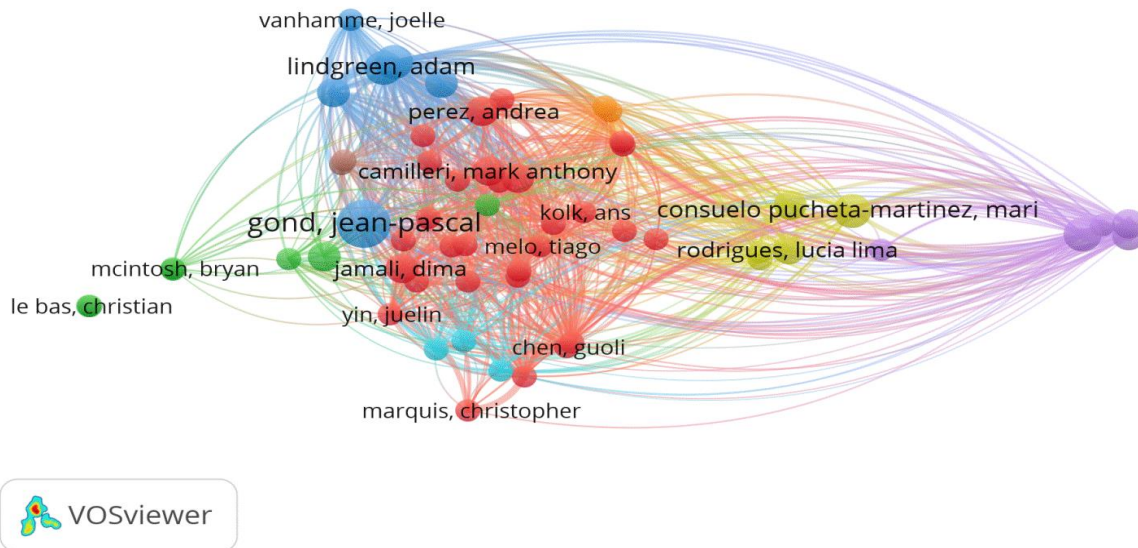 vanhamme, joelle
lindgreen, adam
perez, andrea
camilleri, mark anthony
kolk, ans
consuelo pucheta-martinez, mari
gond, jean-pascal
melo, tiago
rodrigues, lucia lima
mcintosh, bryan
jamali, dima
le bas, christian
yin, juelin
chen, guoli
marquis, christopher
VOSviewer